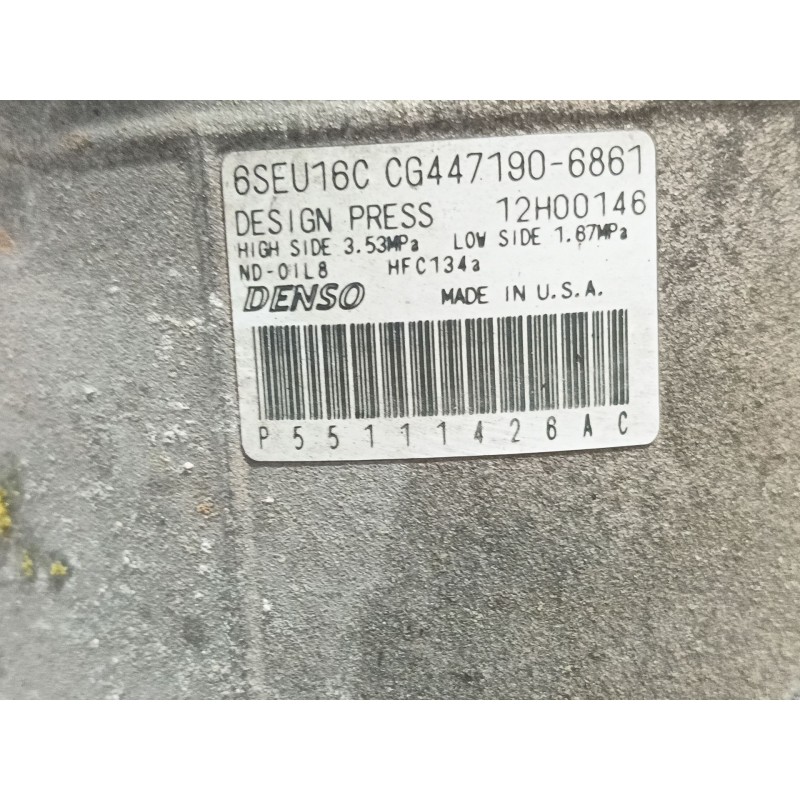 6SEU16C CG447190-6861
DESIGN PRESS 12H00146
HIGH SIDE 3.53MPa LOW SIDE 1.67MPa
ND-OIL8 HFC134a
DENSO MADE IN U.S.A.
P55111426AC